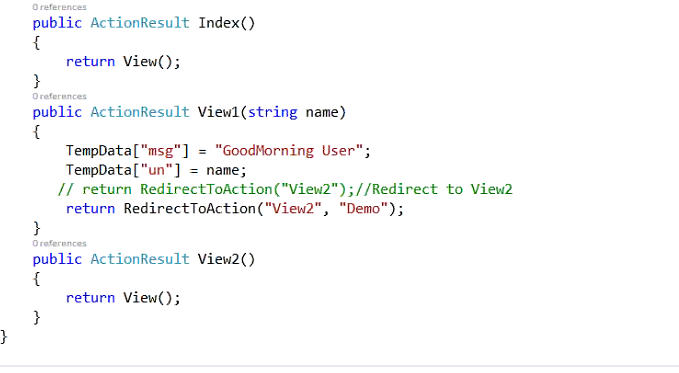 0 references
public ActionResult Index()
{
return View();
}
0 references
public ActionResult View1(string name)
{
TempData["msg"] = "GoodMorning User";
TempData["un"] = name;
// return RedirectToAction("View2");//Redirect to View2
return RedirectToAction("View2", "Demo");
}
0 references
public ActionResult View2()
{
return View();
}
}